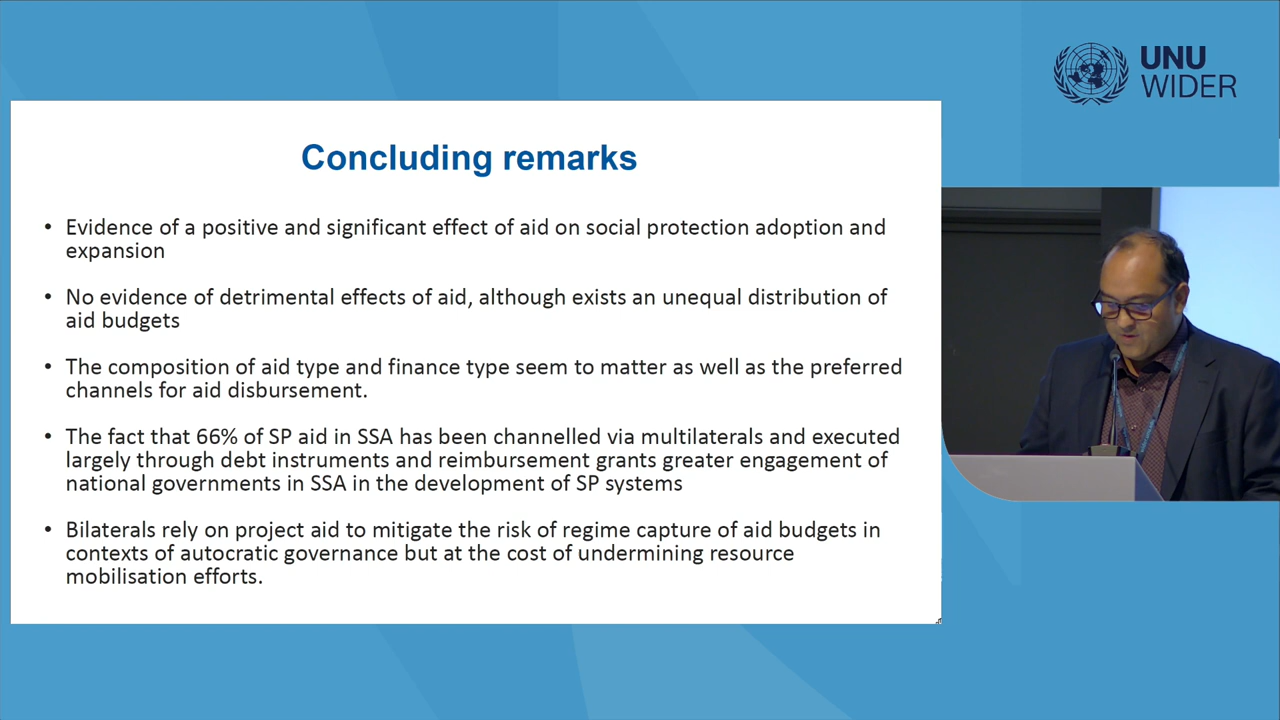 UNU
WIDER
Concluding remarks
• Evidence of a positive and significant effect of aid on social protection adoption and
expansion
• No evidence of detrimental effects of aid, although exists an unequal distribution of
aid budgets
• The composition of aid type and finance type seem to matter as well as the preferred
channels for aid disbursement.
• The fact that 66% of SP aid in SSA has been channelled via multilaterals and executed
largely through debt instruments and reimbursement grants greater engagement of
national governments in SSA in the development of SP systems
• Bilaterals rely on project aid to mitigate the risk of regime capture of aid budgets in
contexts of autocratic governance but at the cost of undermining resource
mobilisation efforts.